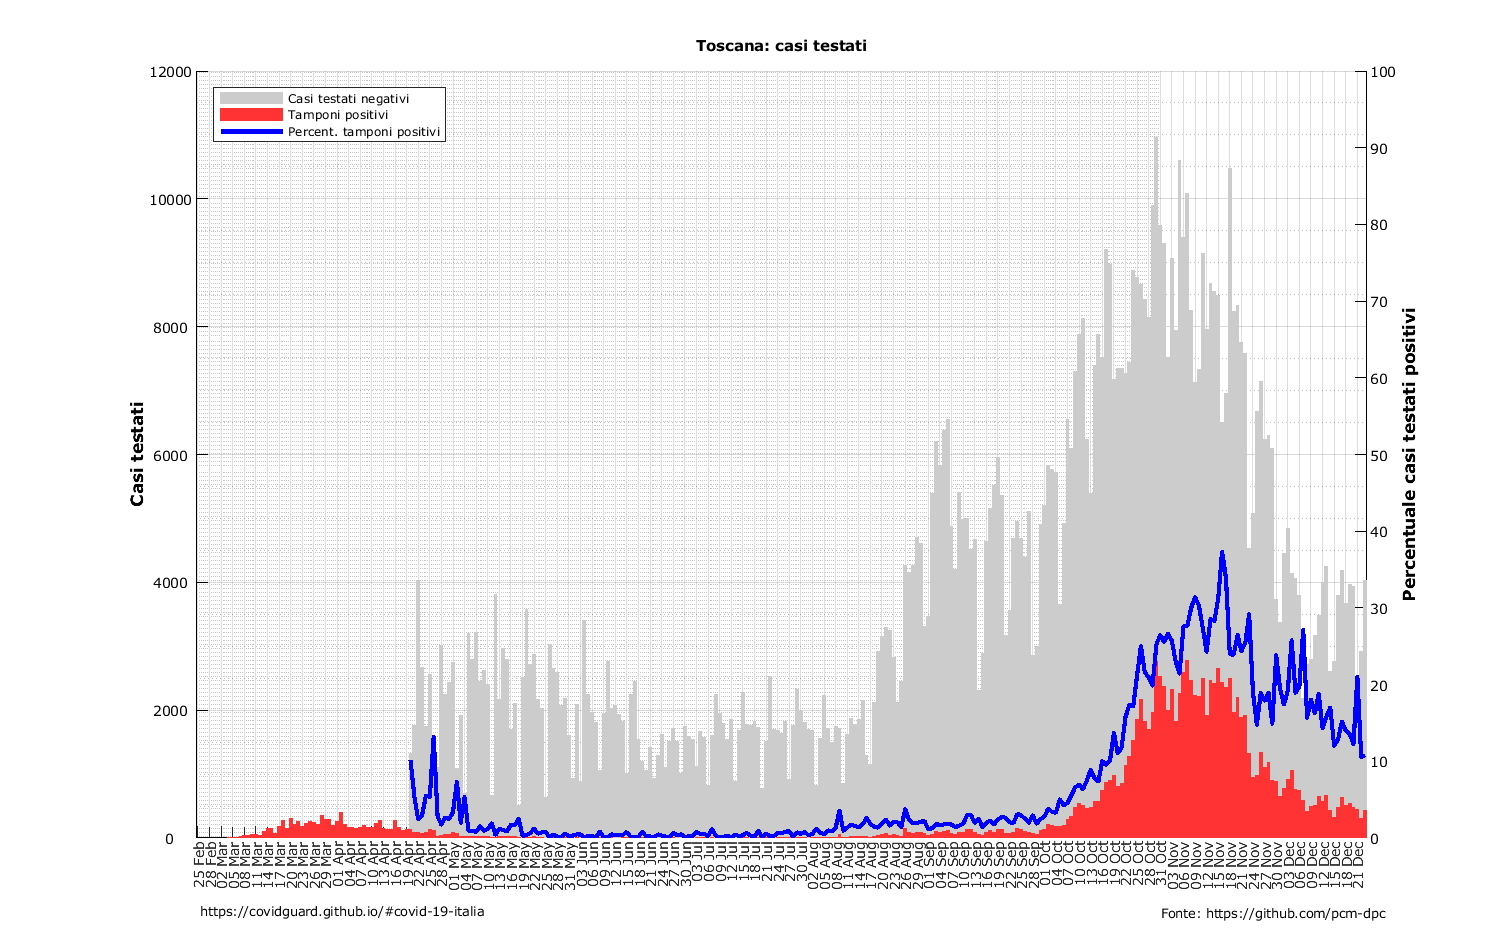 Toscana: casi testati
Casi testati negativi
Tamponi positivi
Percent. tamponi positivi
12000
10000
8000
6000
4000
2000
0
Casi testati
100
90
80
70
60
50
40
30
20
10
0
Percentuale casi testati positivi
25 Feb
28 Feb
02 Mar
05 Mar
08 Mar
11 Mar
14 Mar
17 Mar
20 Mar
23 Mar
26 Mar
29 Mar
01 Apr
04 Apr
07 Apr
10 Apr
13 Apr
16 Apr
19 Apr
22 Apr
25 Apr
28 Apr
01 May
04 May
07 May
10 May
13 May
16 May
19 May
22 May
25 May
28 May
31 May
03 Jun
06 Jun
09 Jun
12 Jun
15 Jun
18 Jun
21 Jun
24 Jun
27 Jun
30 Jun
03 Jul
06 Jul
09 Jul
12 Jul
15 Jul
18 Jul
21 Jul
24 Jul
27 Jul
30 Jul
02 Aug
05 Aug
08 Aug
11 Aug
14 Aug
17 Aug
20 Aug
23 Aug
26 Aug
29 Aug
01 Sep
04 Sep
07 Sep
10 Sep
13 Sep
16 Sep
19 Sep
22 Sep
25 Sep
28 Sep
01 Oct
04 Oct
07 Oct
10 Oct
13 Oct
16 Oct
19 Oct
22 Oct
25 Oct
28 Oct
31 Oct
03 Nov
06 Nov
09 Nov
12 Nov
15 Nov
18 Nov
21 Nov
24 Nov
27 Nov
30 Nov
03 Dec
06 Dec
09 Dec
12 Dec
15 Dec
18 Dec
21 Dec
https://covidguard.github.io/#covid-19-italia
Fonte: https://github.com/pcm-dpc